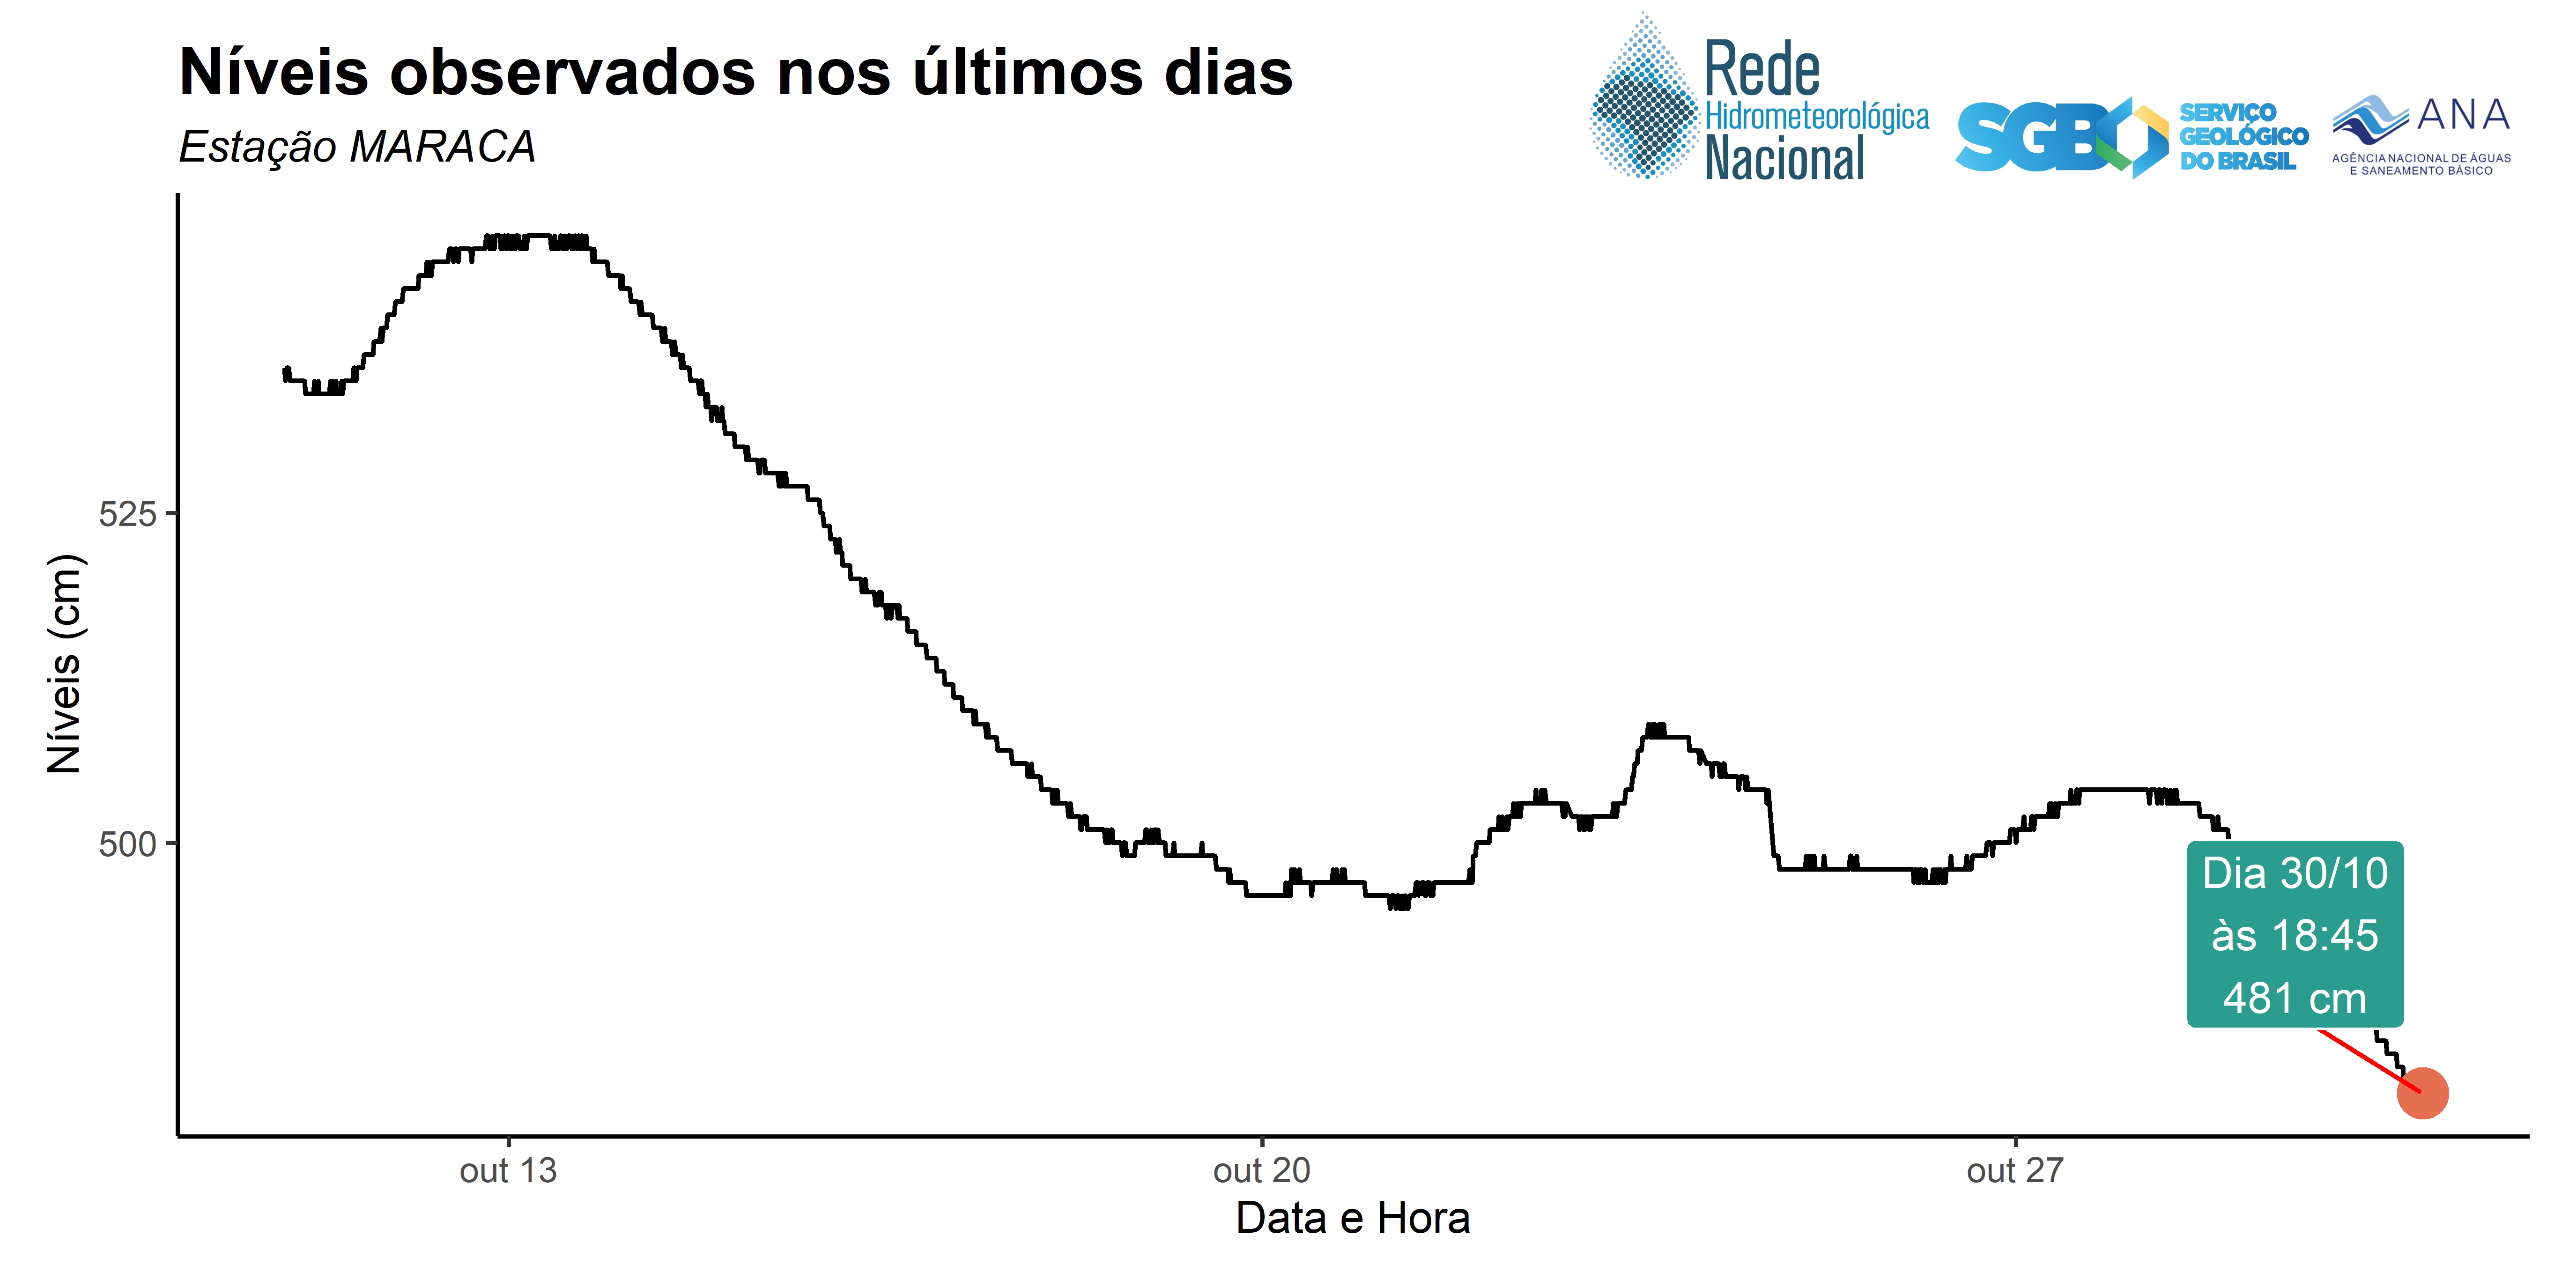 Níveis observados nos últimos dias
Estação MARACA
Rede
Hidrometeorológica
Nacional
SGB
SERVIÇO
GEOLÓGICO
DO BRASIL
ANA
AGÊNCIA NACIONAL DE ÁGUAS
E SANEAMENTO BÁSICO
Níveis (cm)
525
500
Dia 30/10
às 18:45
481 cm
out 13
out 20
out 27
Data e Hora